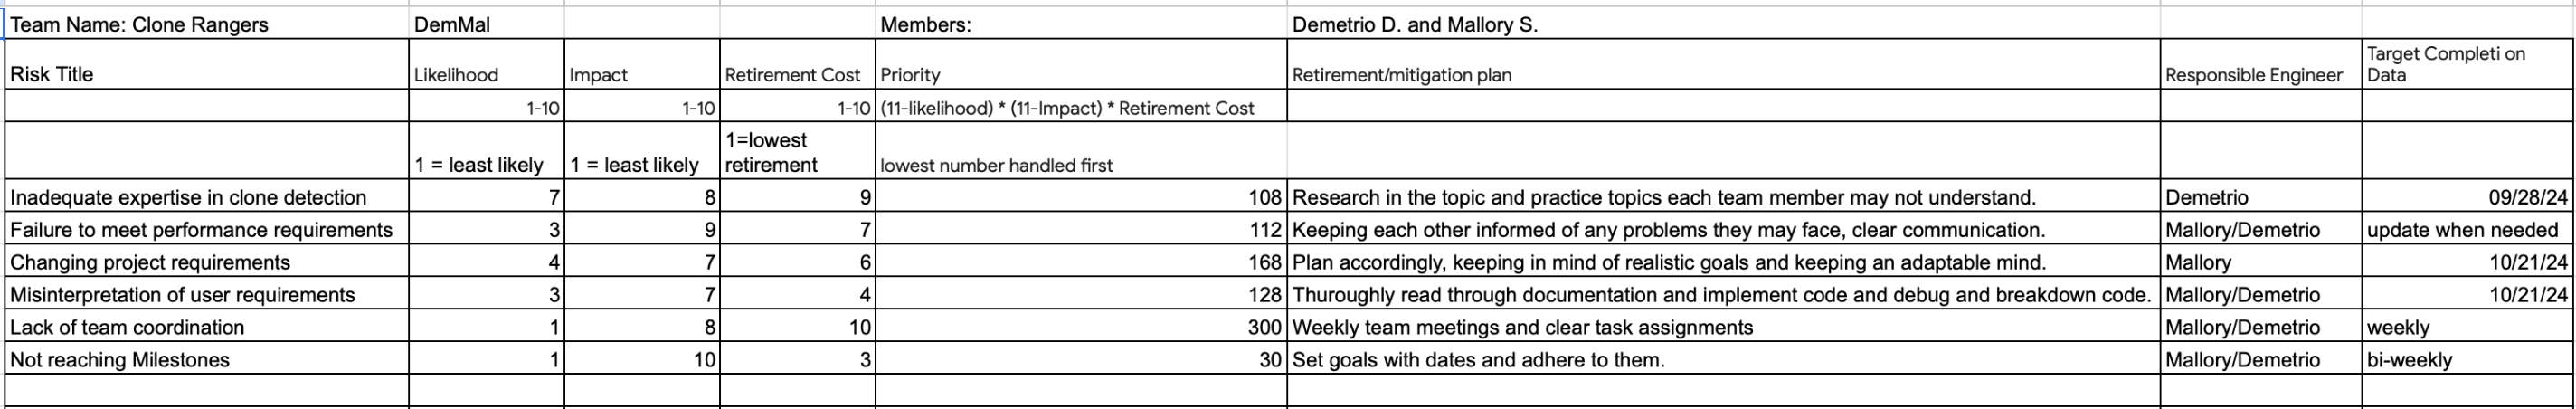 Team Name: Clone Rangers DemMal Members: Demetrio D. and Mallory S.
Risk Title Likelihood Impact Retirement Cost Priority Retirement/mitigation plan Responsible Engineer Target Completi on Data
1-10 1-10 1-10 (11-likelihood) * (11-Impact) * Retirement Cost
1 = least likely 1 = least likely 1=lowest retirement lowest number handled first
Inadequate expertise in clone detection 7 8 9 108 Research in the topic and practice topics each team member may not understand. Demetrio 09/28/24
Failure to meet performance requirements 3 9 7 112 Keeping each other informed of any problems they may face, clear communication. Mallory/Demetrio update when needed
Changing project requirements 4 7 6 168 Plan accordingly, keeping in mind of realistic goals and keeping an adaptable mind. Mallory 10/21/24
Misinterpretation of user requirements 3 7 4 128 Thuroughly read through documentation and implement code and debug and breakdown code. Mallory/Demetrio 10/21/24
Lack of team coordination 1 8 10 300 Weekly team meetings and clear task assignments Mallory/Demetrio weekly
Not reaching Milestones 1 10 3 30 Set goals with dates and adhere to them. Mallory/Demetrio bi-weekly